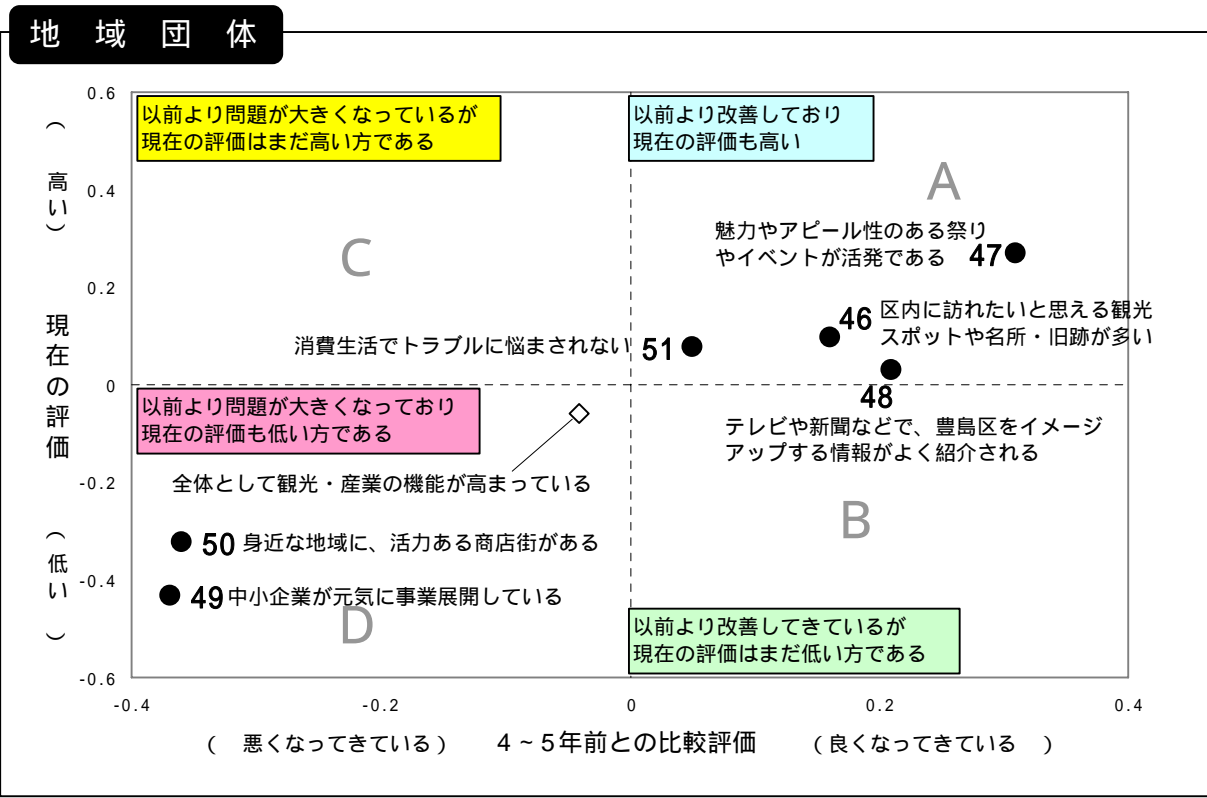 地域団体
0.6
0.4
0.2
0
-0.2
-0.4
-0.6
(高い) 現在の評価 (低い)
以前より問題が大きくなっているが
現在の評価はまだ高い方である
以前より改善しており
現在の評価も高い
A
C
魅力やアピール性のある祭り
やイベントが活発である 47
46 区内に訪れたいと思える観光
スポットや名所・旧跡が多い
消費生活でトラブルに悩まされない 51
48
テレビや新聞などで、豊島区をイメージ
アップする情報がよく紹介される
以前より問題が大きくなっており
現在の評価も低い方である
全体として観光・産業の機能が高まっている
B
50 身近な地域に、活力ある商店街がある
49 中小企業が元気に事業展開している
D
以前より改善してきているが
現在の評価はまだ低い方である
-0.4 -0.2 0 0.2 0.4
( 悪くなってきている) 4~5年前との比較評価 (良くなってきている )